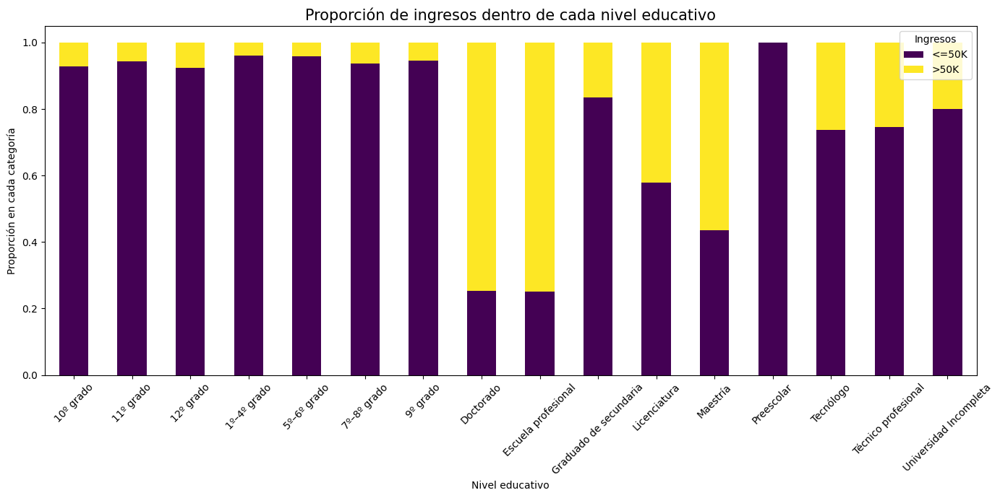 Proporción de ingresos dentro de cada nivel educativo
Ingresos
<=50K
>50K
Proporción en cada categoría
1.0
0.8
0.6
0.4
0.2
0.0
10º grado
11º grado
12º grado
1º–4º grado
5º–6º grado
7º–8º grado
9º grado
Doctorado
Escuela profesional
Graduado de secundaria
Licenciatura
Maestría
Preescolar
Tecnólogo
Técnico profesional
Universidad Incompleta
Nivel educativo